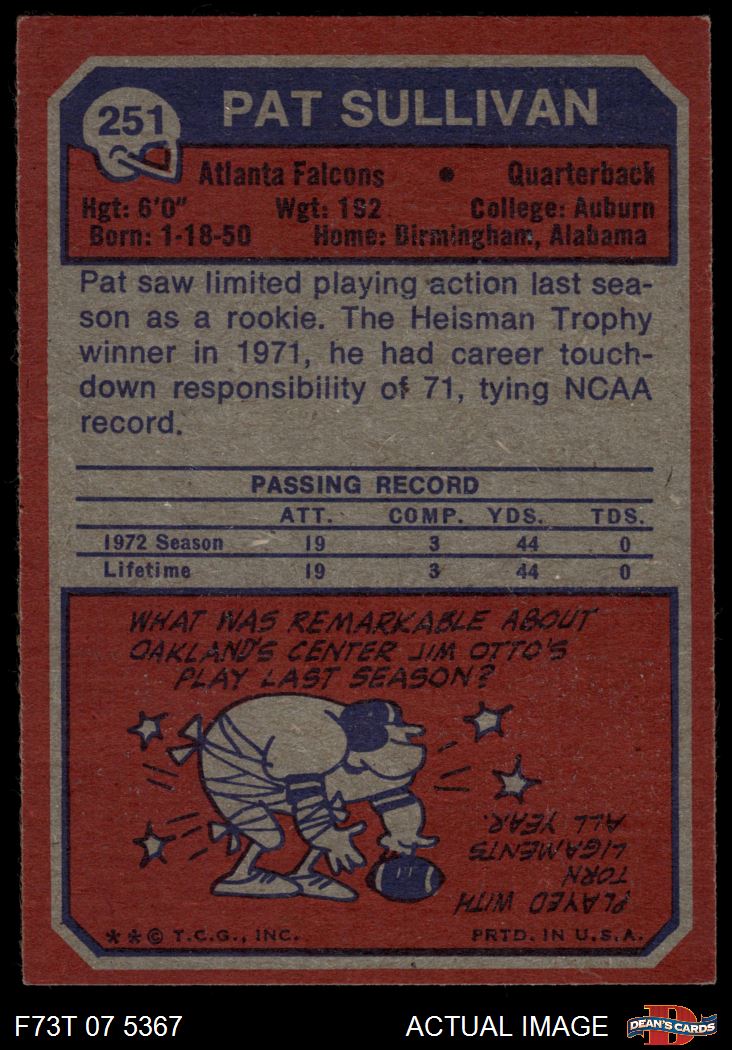 251 PAT SULLIVAN
Atlanta Falcons • Quarterback
Hgt: 6'0" Wgt: 182 College: Auburn
Born: 1-18-50 Home: Birmingham, Alabama
Pat saw limited playing action last sea-
son as a rookie. The Heisman Trophy
winner in 1971, he had career touch-
down responsibility of 71, tying NCAA
record.
PASSING RECORD
ATT. COMP. YDS. TDS.
1972 Season 19 3 44 0
Lifetime 19 3 44 0
WHAT WAS REMARKABLE ABOUT
OAKLAND'S CENTER JIM OTTO'S
PLAY LAST SEASON?
PLAYED WITH
TORN
LIGAMENTS
ALL YEAR.
** © T.C.G., INC. PRTD. IN U.S.A.
F73T 07 5367 ACTUAL IMAGE DEAN'S CARDS